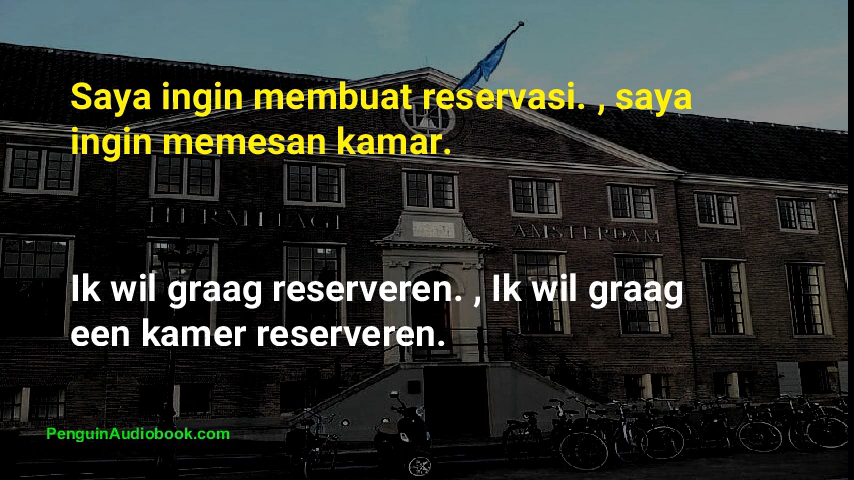 Saya ingin membuat reservasi. , saya
ingin memesan kamar.
HERMITAGE
AMSTERDAM
Ik wil graag reserveren. , Ik wil graag
een kamer reserveren.
PenguinAudiobook.com